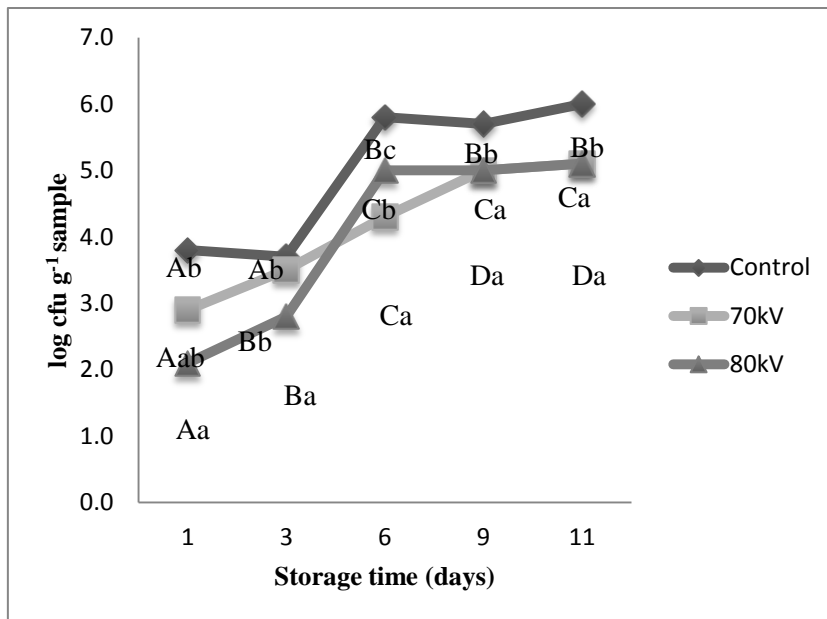 7.0
6.0
5.0
4.0
3.0
2.0
1.0
0.0
log cfu g⁻¹ sample
Bc Bb Bb
Cb Ca Ca
Ab Ab Da Da
Ca
Aab Bb
Ba
Aa
Control
70kV
80kV
1 3 6 9 11
Storage time (days)